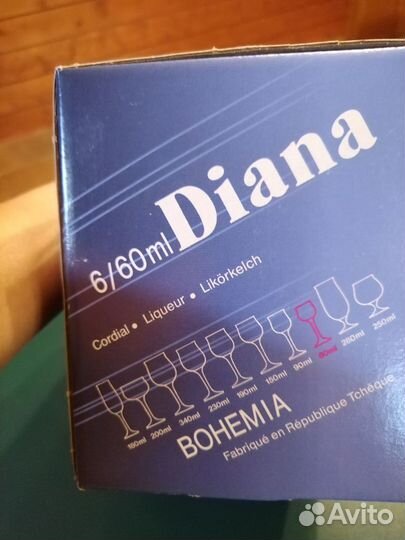 Diana
6/60ml
Cordial • Liqueur • Likörkelch
160ml 200ml 340ml 230ml 190ml 150ml 90ml 60ml 280ml 250ml
BOHEMIA
Fabriqué en République Tchèque
Avito